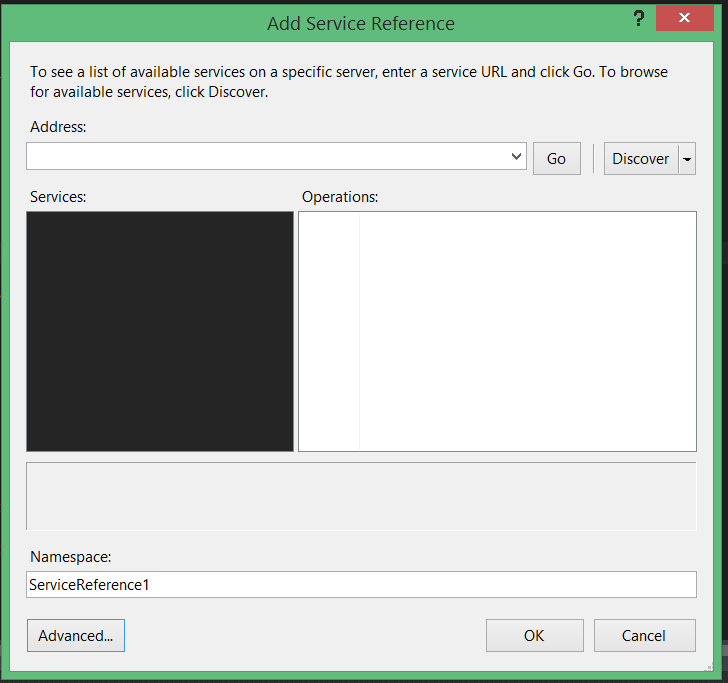 Add Service Reference
?
To see a list of available services on a specific server, enter a service URL and click Go. To browse
for available services, click Discover.
Address:
Go
Discover
Services:
Operations:
Namespace:
ServiceReference1
Advanced...
OK
Cancel